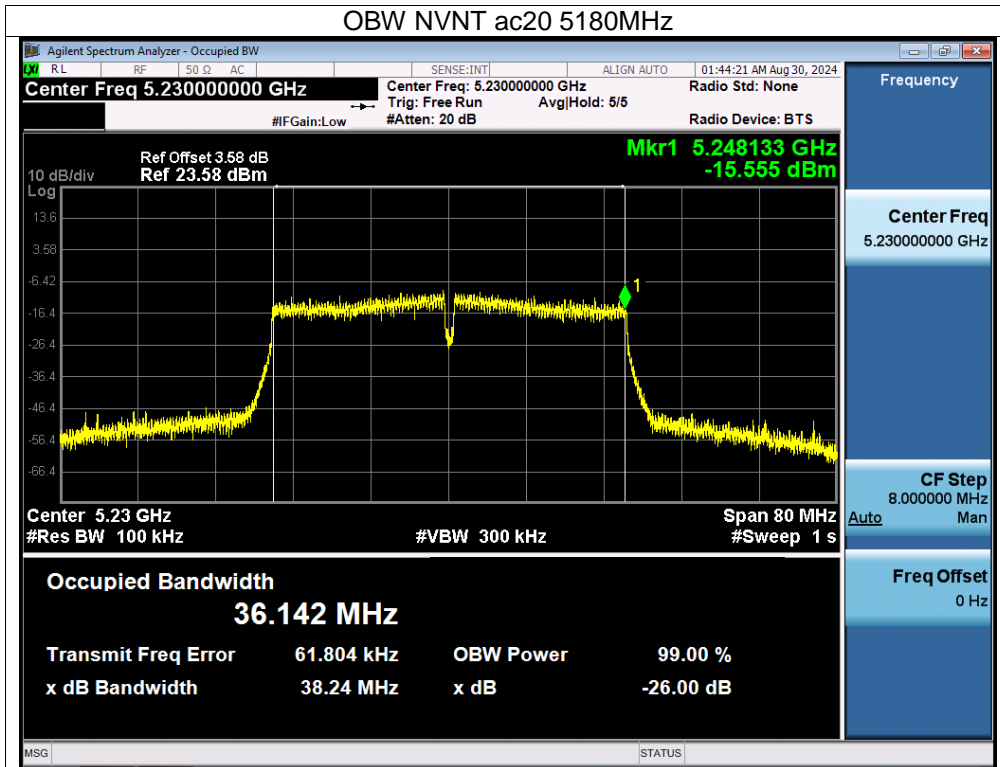 OBW NVNT ac20 5180MHz
Agilent Spectrum Analyzer - Occupied BW
LXI RL RF 50 Ω AC SENSE:INT ALIGN AUTO 01:44:21 AM Aug 30, 2024
Center Freq 5.230000000 GHz
Center Freq: 5.230000000 GHz Radio Std: None
Trig: Free Run Avg|Hold: 5/5
#IFGain:Low #Atten: 20 dB Radio Device: BTS
Mkr1 5.248133 GHz
-15.555 dBm
Ref Offset 3.58 dB
10 dB/div Ref 23.58 dBm
Log
13.6
3.58
-6.42
-16.4
-26.4
-36.4
-46.4
-56.4
-66.4
1
Center 5.23 GHz Span 80 MHz
#Res BW 100 kHz #VBW 300 kHz #Sweep 1 s
Occupied Bandwidth
36.142 MHz
Transmit Freq Error 61.804 kHz OBW Power 99.00 %
x dB Bandwidth 38.24 MHz x dB -26.00 dB
Frequency
Center Freq
5.230000000 GHz
CF Step
8.000000 MHz
Auto Man
Freq Offset
0 Hz
MSG STATUS